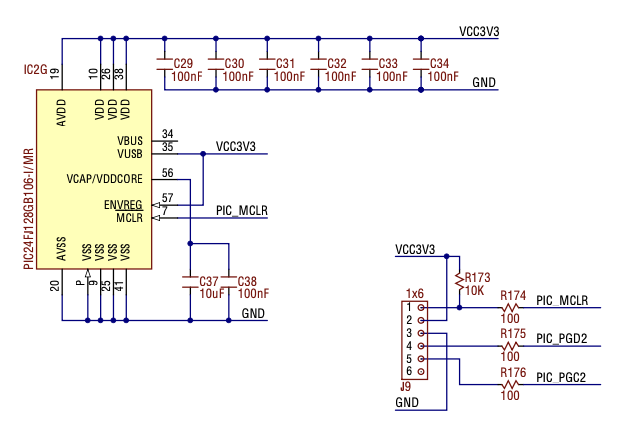 VCC3V3
IC2G
19
10
26
38
C29
100nF
C30
100nF
C31
100nF
C32
100nF
C33
100nF
C34
100nF
GND
AVDD
VDD
VDD
VDD
PIC24FJ128GB106-I/MR
VBUS 34
VUSB 35 VCC3V3
VCAP/VDDCORE 56
ENVREG 57
MCLR 7 PIC_MCLR
AVSS
VSS
VSS
VSS
VSS
20
P
9
25
41
C37
10uF
C38
100nF
GND
VCC3V3
R173
10K
1x6
1
2
3
4
5
6
J9
R174
100
PIC_MCLR
R175
100
PIC_PGD2
R176
100
PIC_PGC2
GND